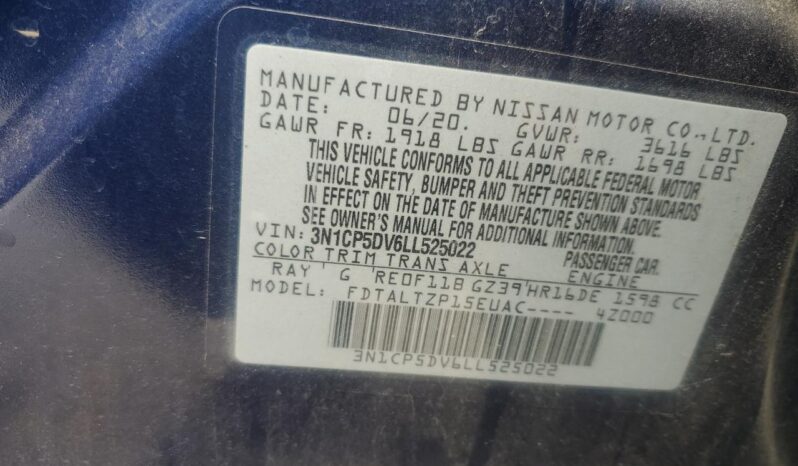 MANUFACTURED BY NISSAN MOTOR CO.,LTD.
DATE: 06/20. GVWR: 3616 LBS
GAWR FR: 1918 LBS GAWR RR: 1698 LBS
THIS VEHICLE CONFORMS TO ALL APPLICABLE FEDERAL MOTOR
VEHICLE SAFETY, BUMPER AND THEFT PREVENTION STANDARDS
IN EFFECT ON THE DATE OF MANUFACTURE SHOWN ABOVE.
SEE OWNER'S MANUAL FOR ADDITIONAL INFORMATION.
VIN: 3N1CP5DV6LL525022 PASSENGER CAR.
COLOR TRIM TRANS AXLE ENGINE
RAY ' G 'RE0F11B GZ39'HR16DE 1598 CC
MODEL: FDTALTZP15EUAC---- 4Z000
3N1CP5DV6LL525022